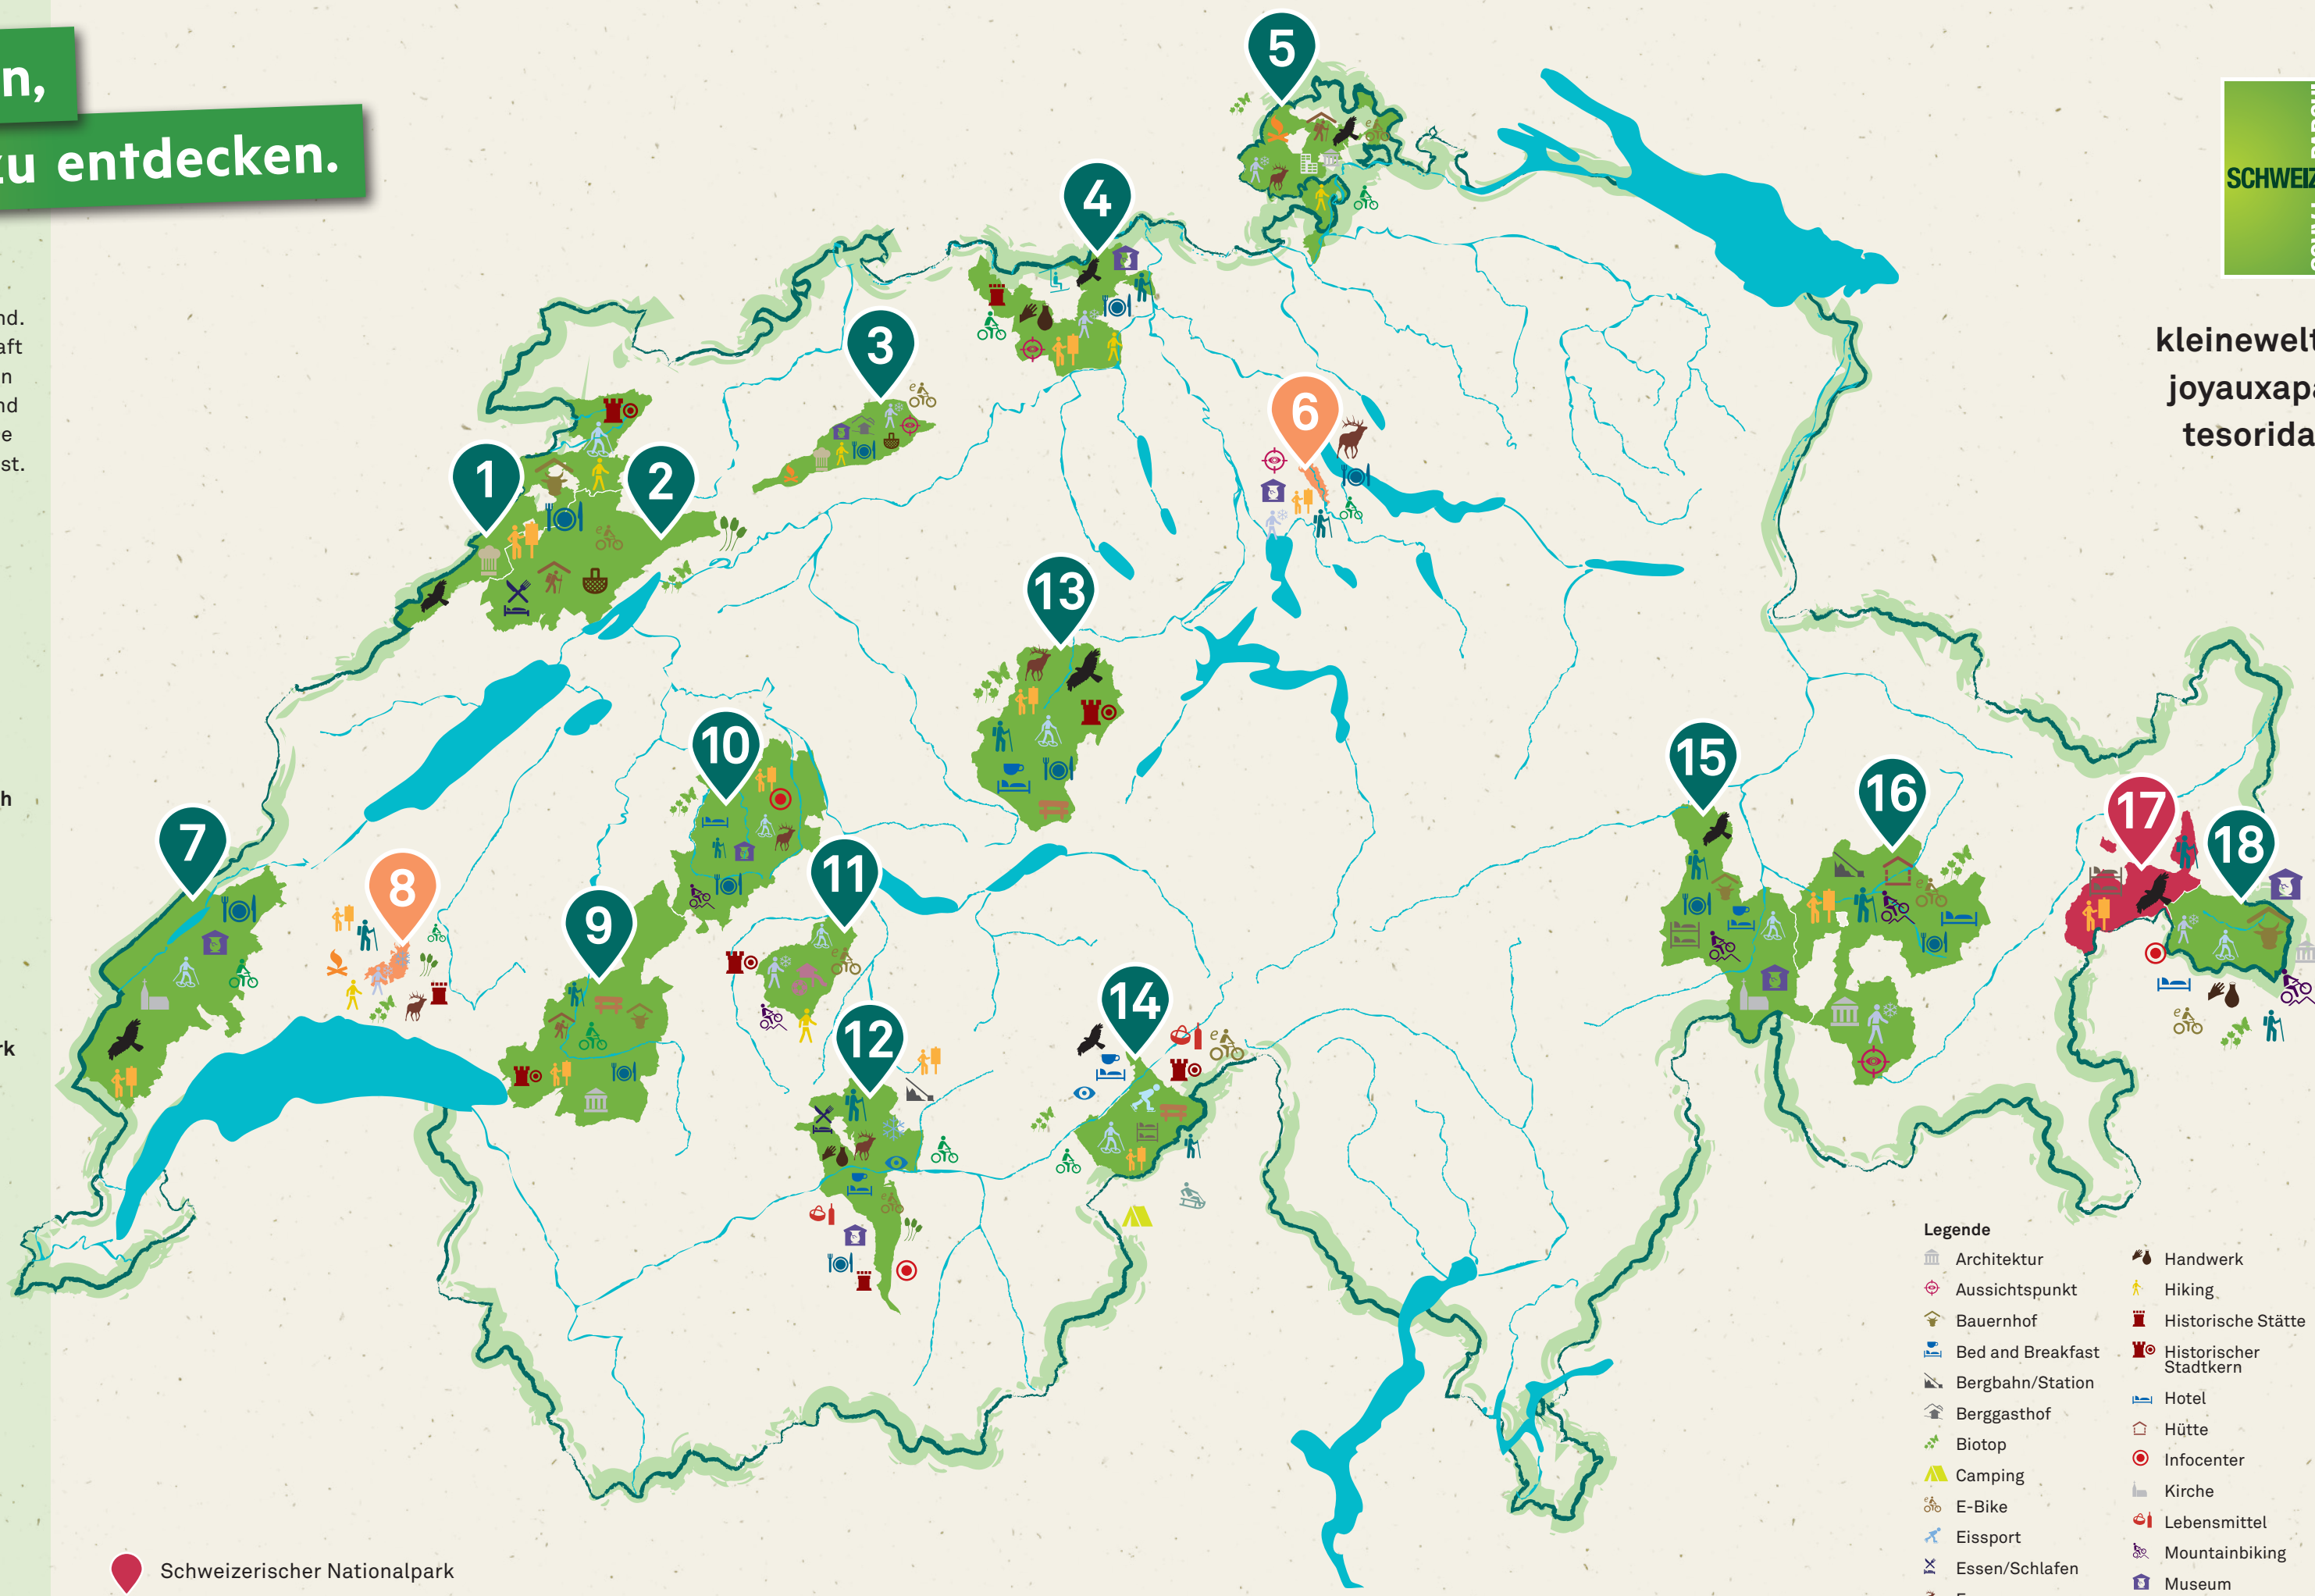 n,
zu entdecken.
nd.
aft
n
nd
e
st.
h
rk
5
4
3
6
1
2
13
10
15
16
17
18
7
8
9
11
12
14
SCHWEIZ
kleinewelt
joyauxapa
tesorida
Schweizerischer Nationalpark
Legende
Architektur
Aussichtspunkt
Bauernhof
Bed and Breakfast
Bergbahn/Station
Berggasthof
Biotop
Camping
E-Bike
Eissport
Essen/Schlafen
Handwerk
Hiking
Historische Stätte
Historischer
Stadtkern
Hotel
Hütte
Infocenter
Kirche
Lebensmittel
Mountainbiking
Museum